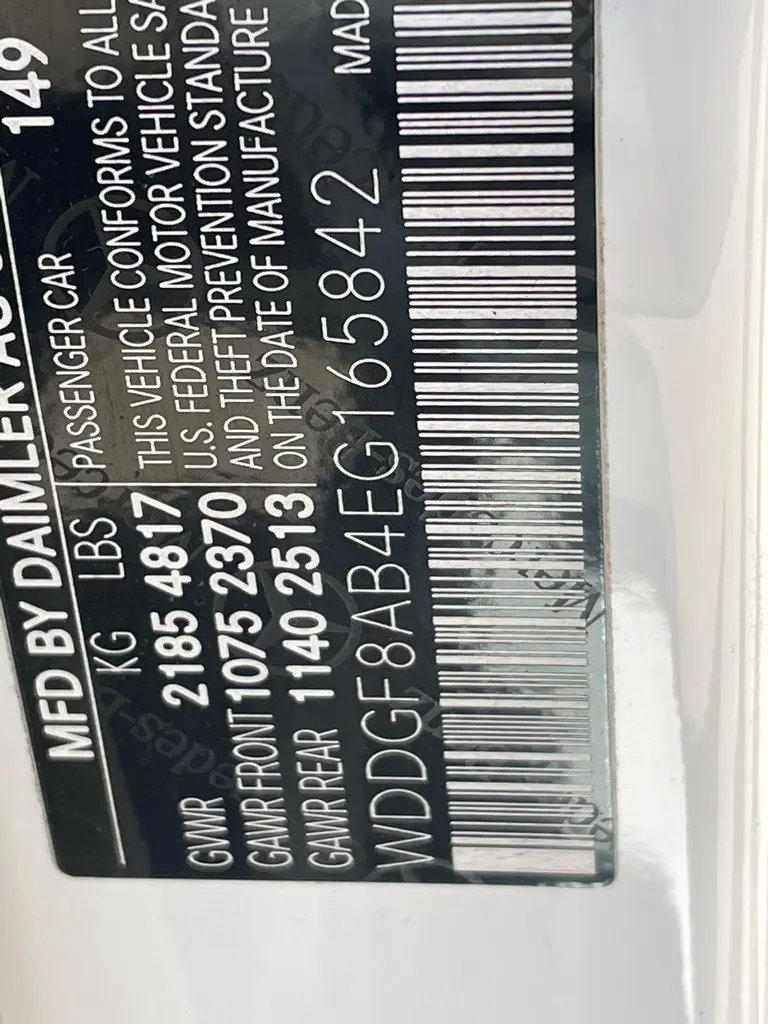 MFD BY DAIMLER AG
149
KG LBS PASSENGER CAR
GVWR 2185 4817 THIS VEHICLE CONFORMS TO ALL
U.S. FEDERAL MOTOR VEHICLE SA
GAWR FRONT 1075 2370 AND THEFT PREVENTION STANDA
GAWR REAR 1140 2513 ON THE DATE OF MANUFACTURE
WDDGF8AB4EG165842
MAD